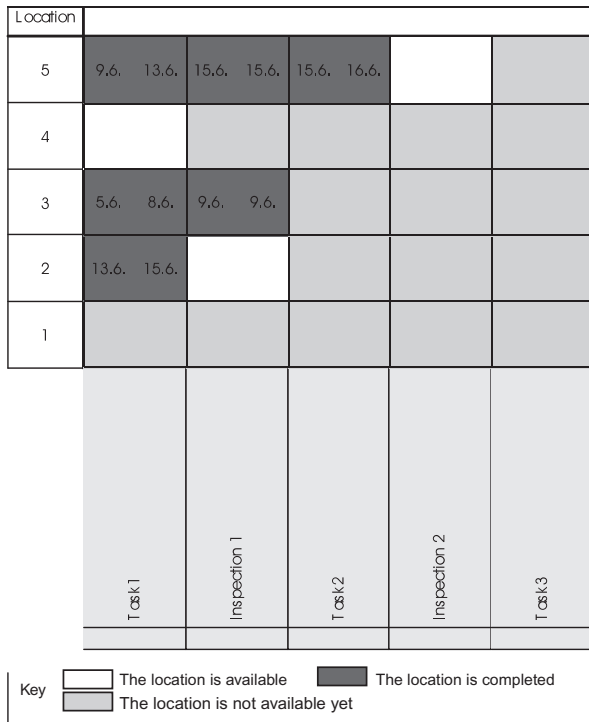 Location
5 9.6. 13.6. 15.6. 15.6. 15.6. 16.6.
4
3 5.6. 8.6. 9.6. 9.6.
2 13.6. 15.6.
1
Task1
Inspection 1
Task2
Inspection 2
Task3
Key The location is available The location is completed
The location is not available yet